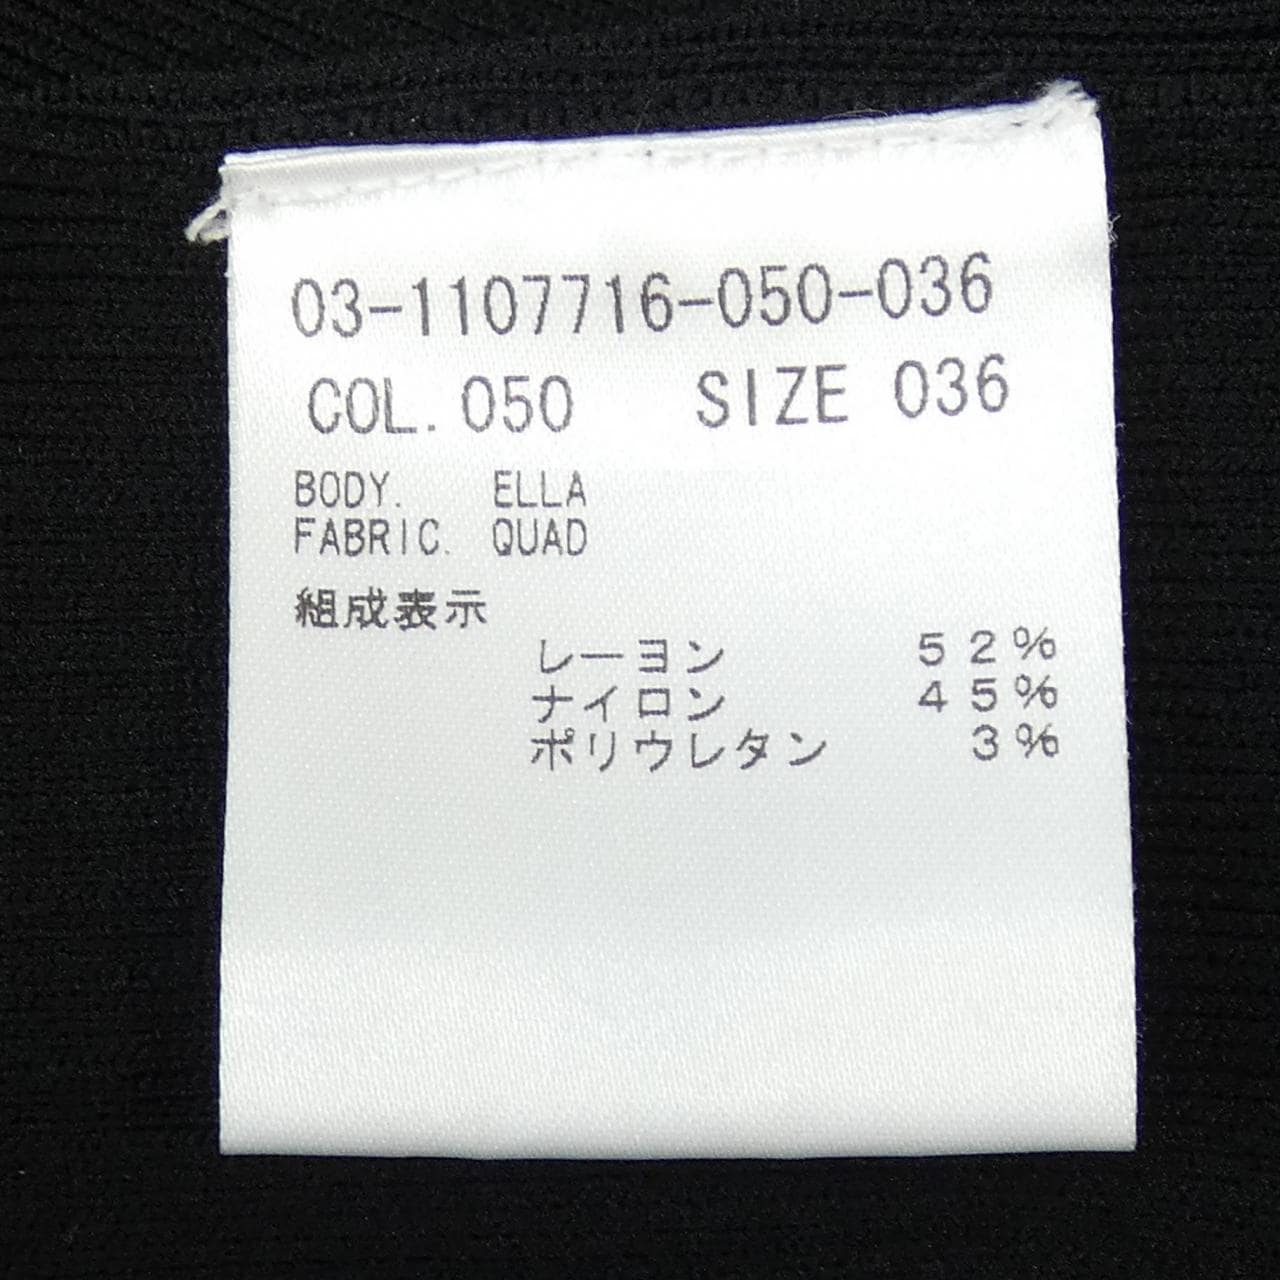 03-1107716-050-036
COL. 050 SIZE 036
BODY. ELLA
FABRIC. QUAD
組成表示
レーヨン 52%
ナイロン 45%
ポリウレタン 3%